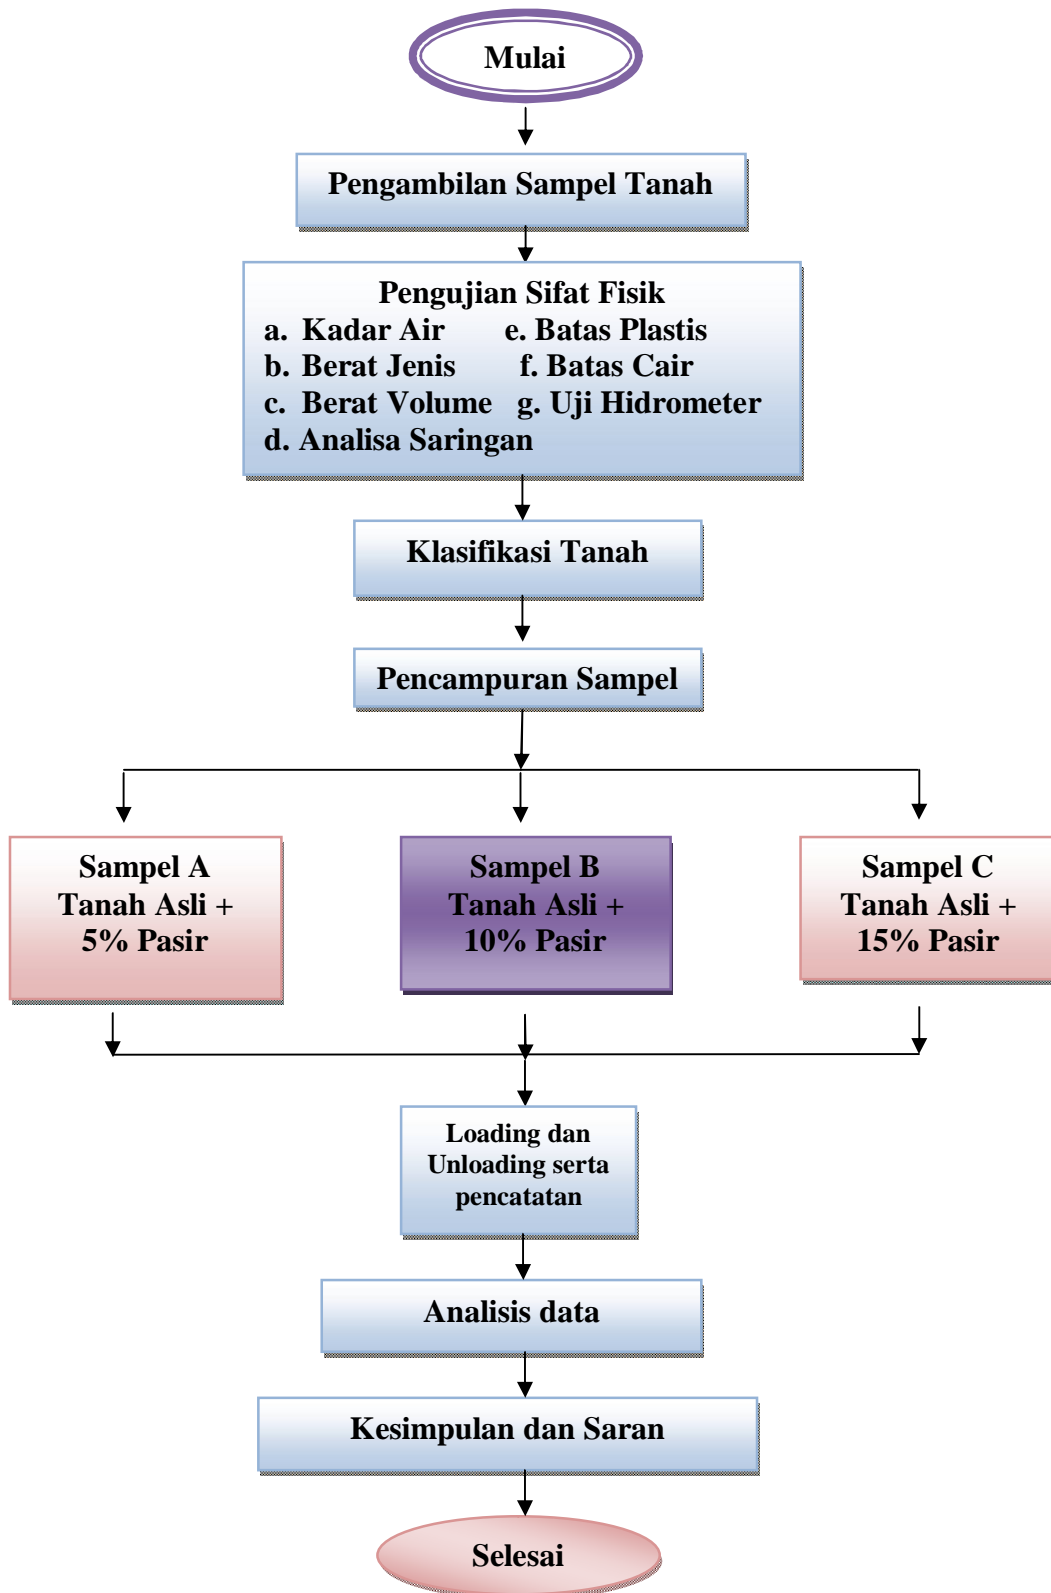 Mulai
Pengambilan Sampel Tanah
Pengujian Sifat Fisik
a. Kadar Air e. Batas Plastis
b. Berat Jenis f. Batas Cair
c. Berat Volume g. Uji Hidrometer
d. Analisa Saringan
Klasifikasi Tanah
Pencampuran Sampel
Sampel A
Tanah Asli +
5% Pasir
Sampel B
Tanah Asli +
10% Pasir
Sampel C
Tanah Asli +
15% Pasir
Loading dan
Unloading serta
pencatatan
Analisis data
Kesimpulan dan Saran
Selesai